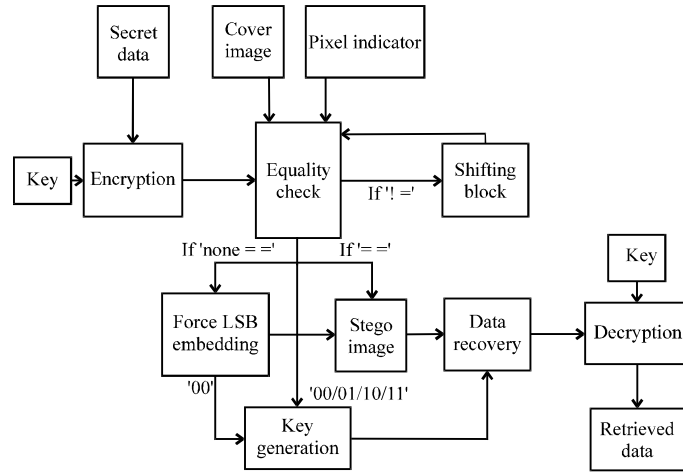 Secret
data
Cover
image
Pixel indicator
Key
Encryption
Equality
check
If '! ='
Shifting
block
If 'none = ='
If '= ='
Key
Force LSB
embedding
Stego
image
Data
recovery
Decryption
'00'
'00/01/10/11'
Key
generation
Retrieved
data